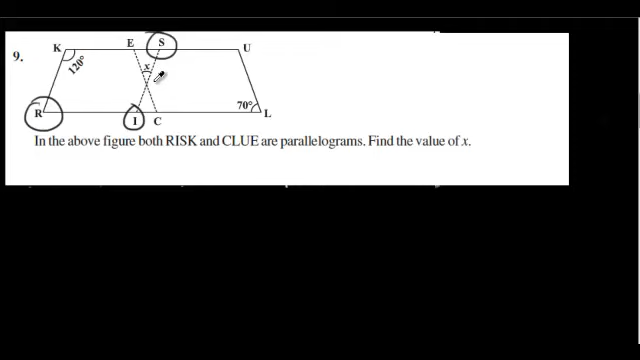 9.
K E S U
120°
x
70°
R I C L
In the above figure both RISK and CLUE are parallelograms. Find the value of x.